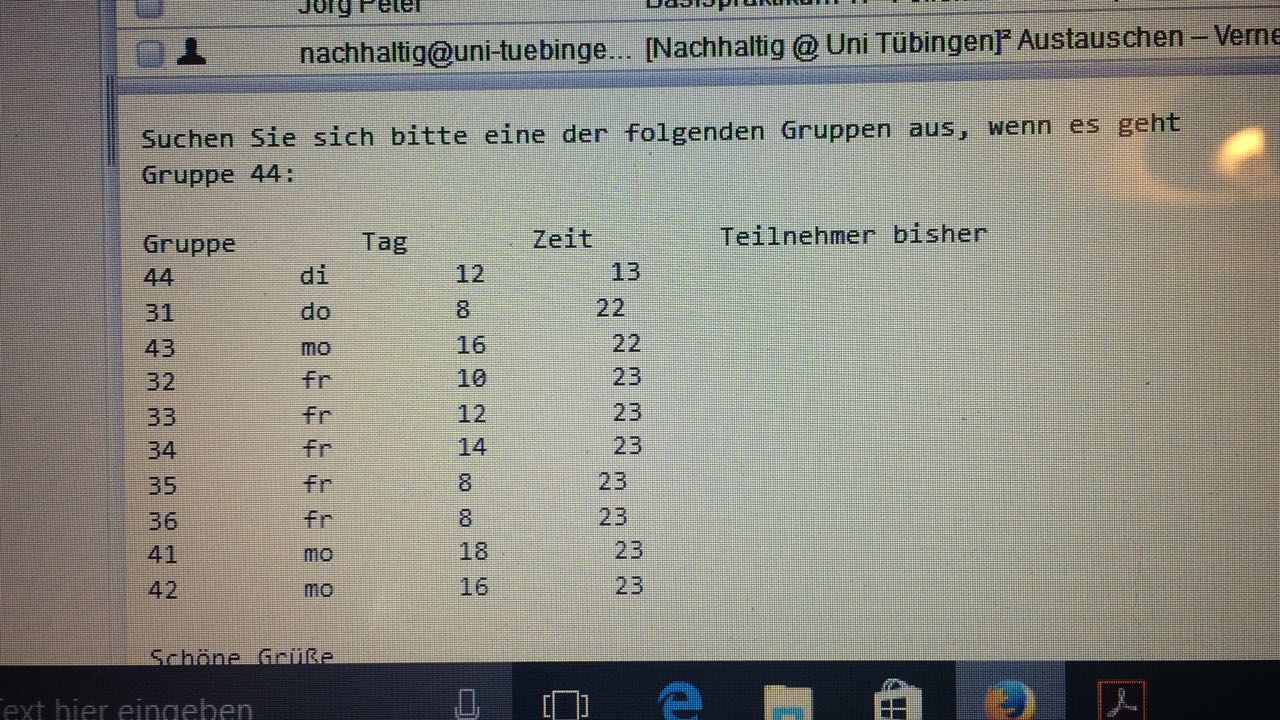 Jörg Peter
nachhaltig@uni-tuebinge... [Nachhaltig @ Uni Tübingen] Austauschen – Verne
Suchen Sie sich bitte eine der folgenden Gruppen aus, wenn es geht
Gruppe 44:
Gruppe Tag Zeit Teilnehmer bisher
44 di 12 13
31 do 8 22
43 mo 16 22
32 fr 10 23
33 fr 12 23
34 fr 14 23
35 fr 8 23
36 fr 8 23
41 mo 18 23
42 mo 16 23
Schöne Grüße
Text hier eingeben